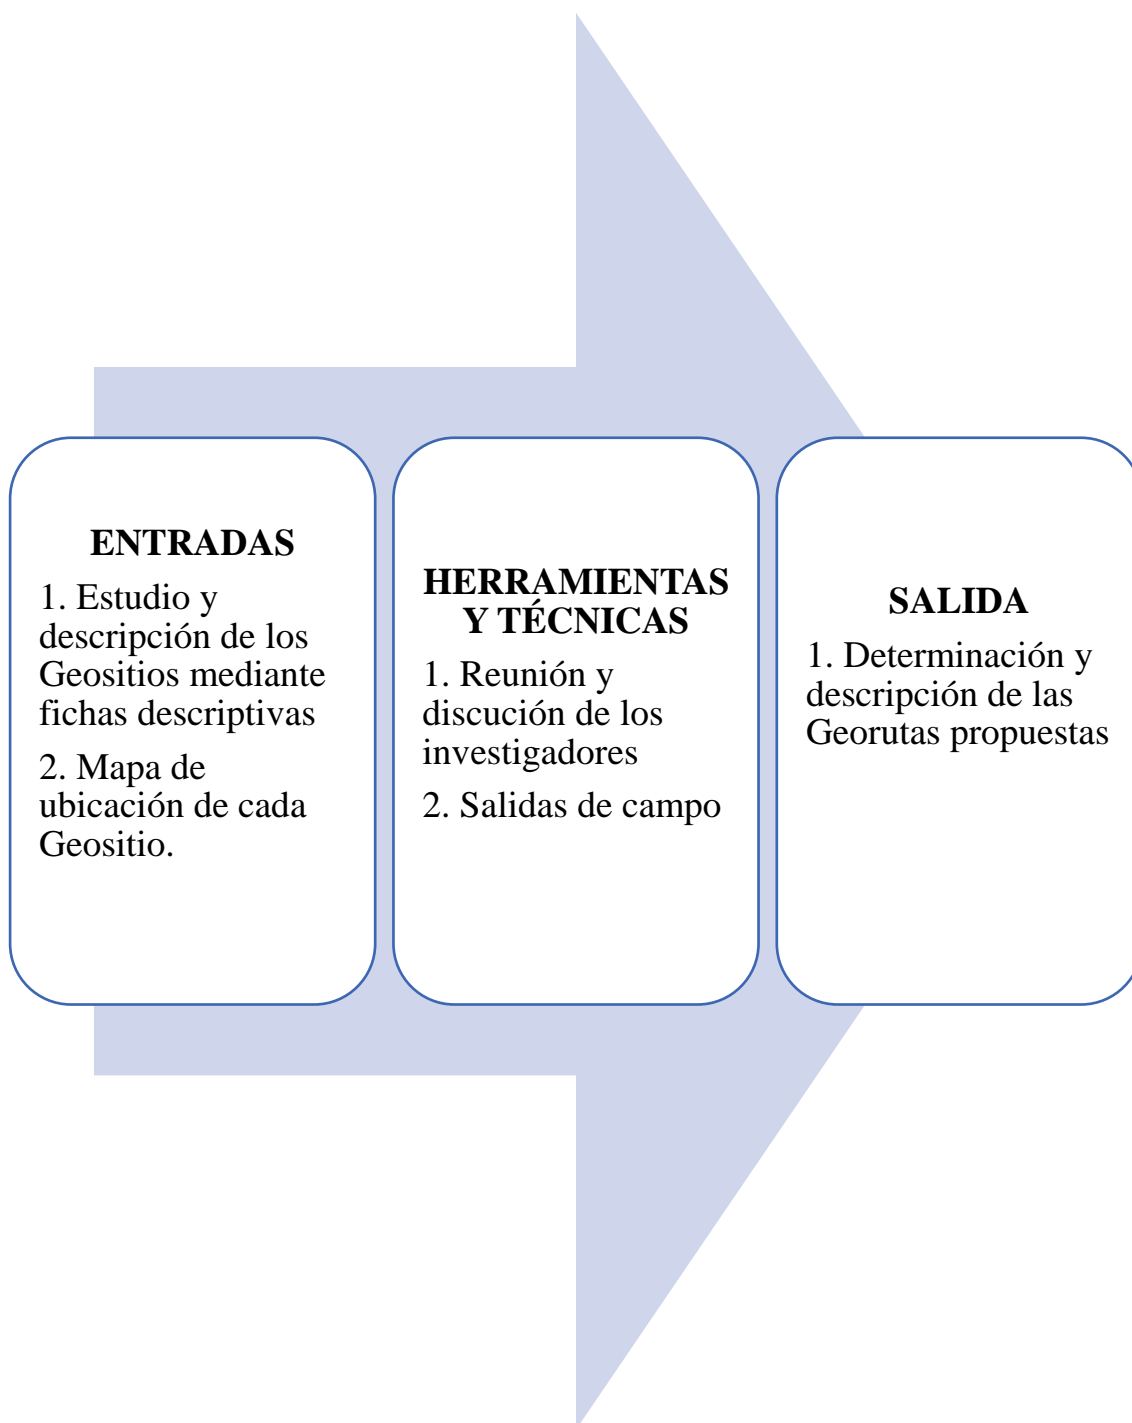 ENTRADAS
1. Estudio y
descripción de los
Geositios mediante
fichas descriptivas
2. Mapa de
ubicación de cada
Geositio.
HERRAMIENTAS
Y TÉCNICAS
1. Reunión y
discución de los
investigadores
2. Salidas de campo
SALIDA
1. Determinación y
descripción de las
Georutas propuestas